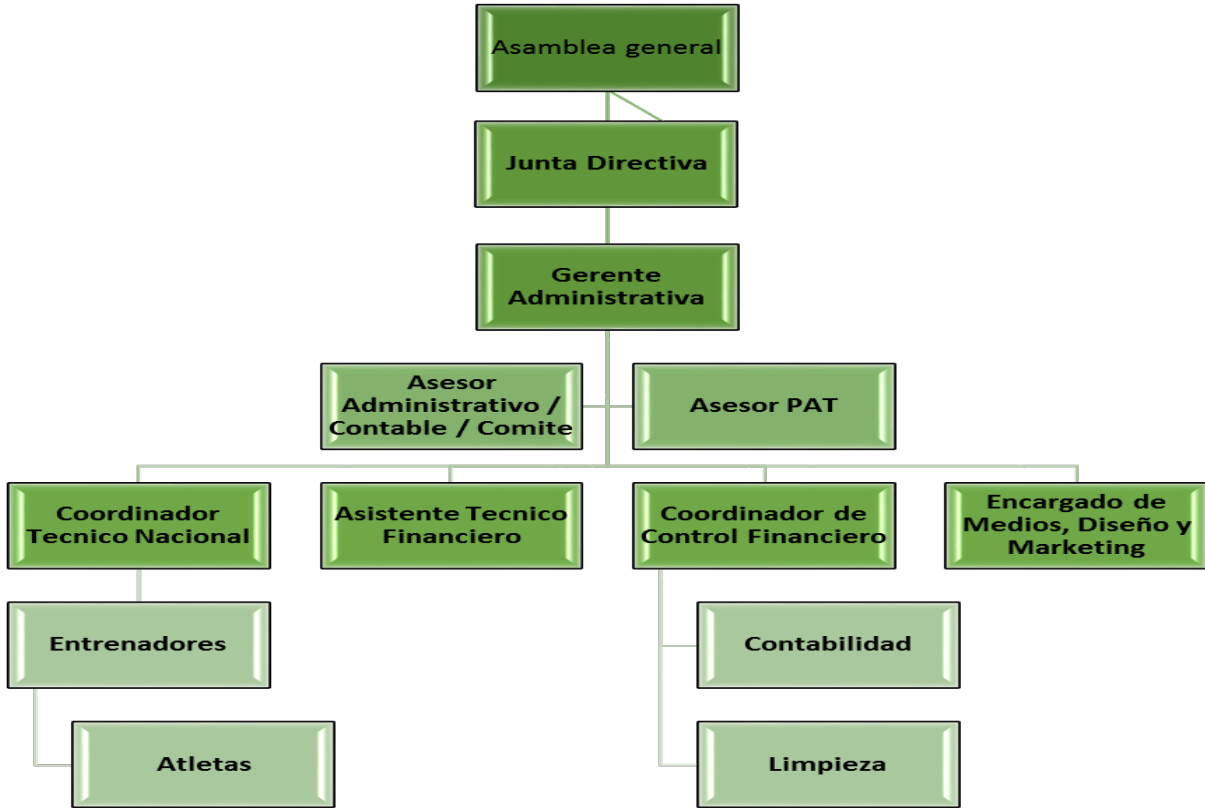 Asamblea general
Junta Directiva
Gerente
Administrativa
Asesor
Administrativo /
Contable / Comite
Asesor PAT
Coordinador
Tecnico Nacional
Asistente Tecnico
Financiero
Coordinador de
Control Financiero
Encargado de
Medios, Diseño y
Marketing
Entrenadores
Contabilidad
Atletas
Limpieza